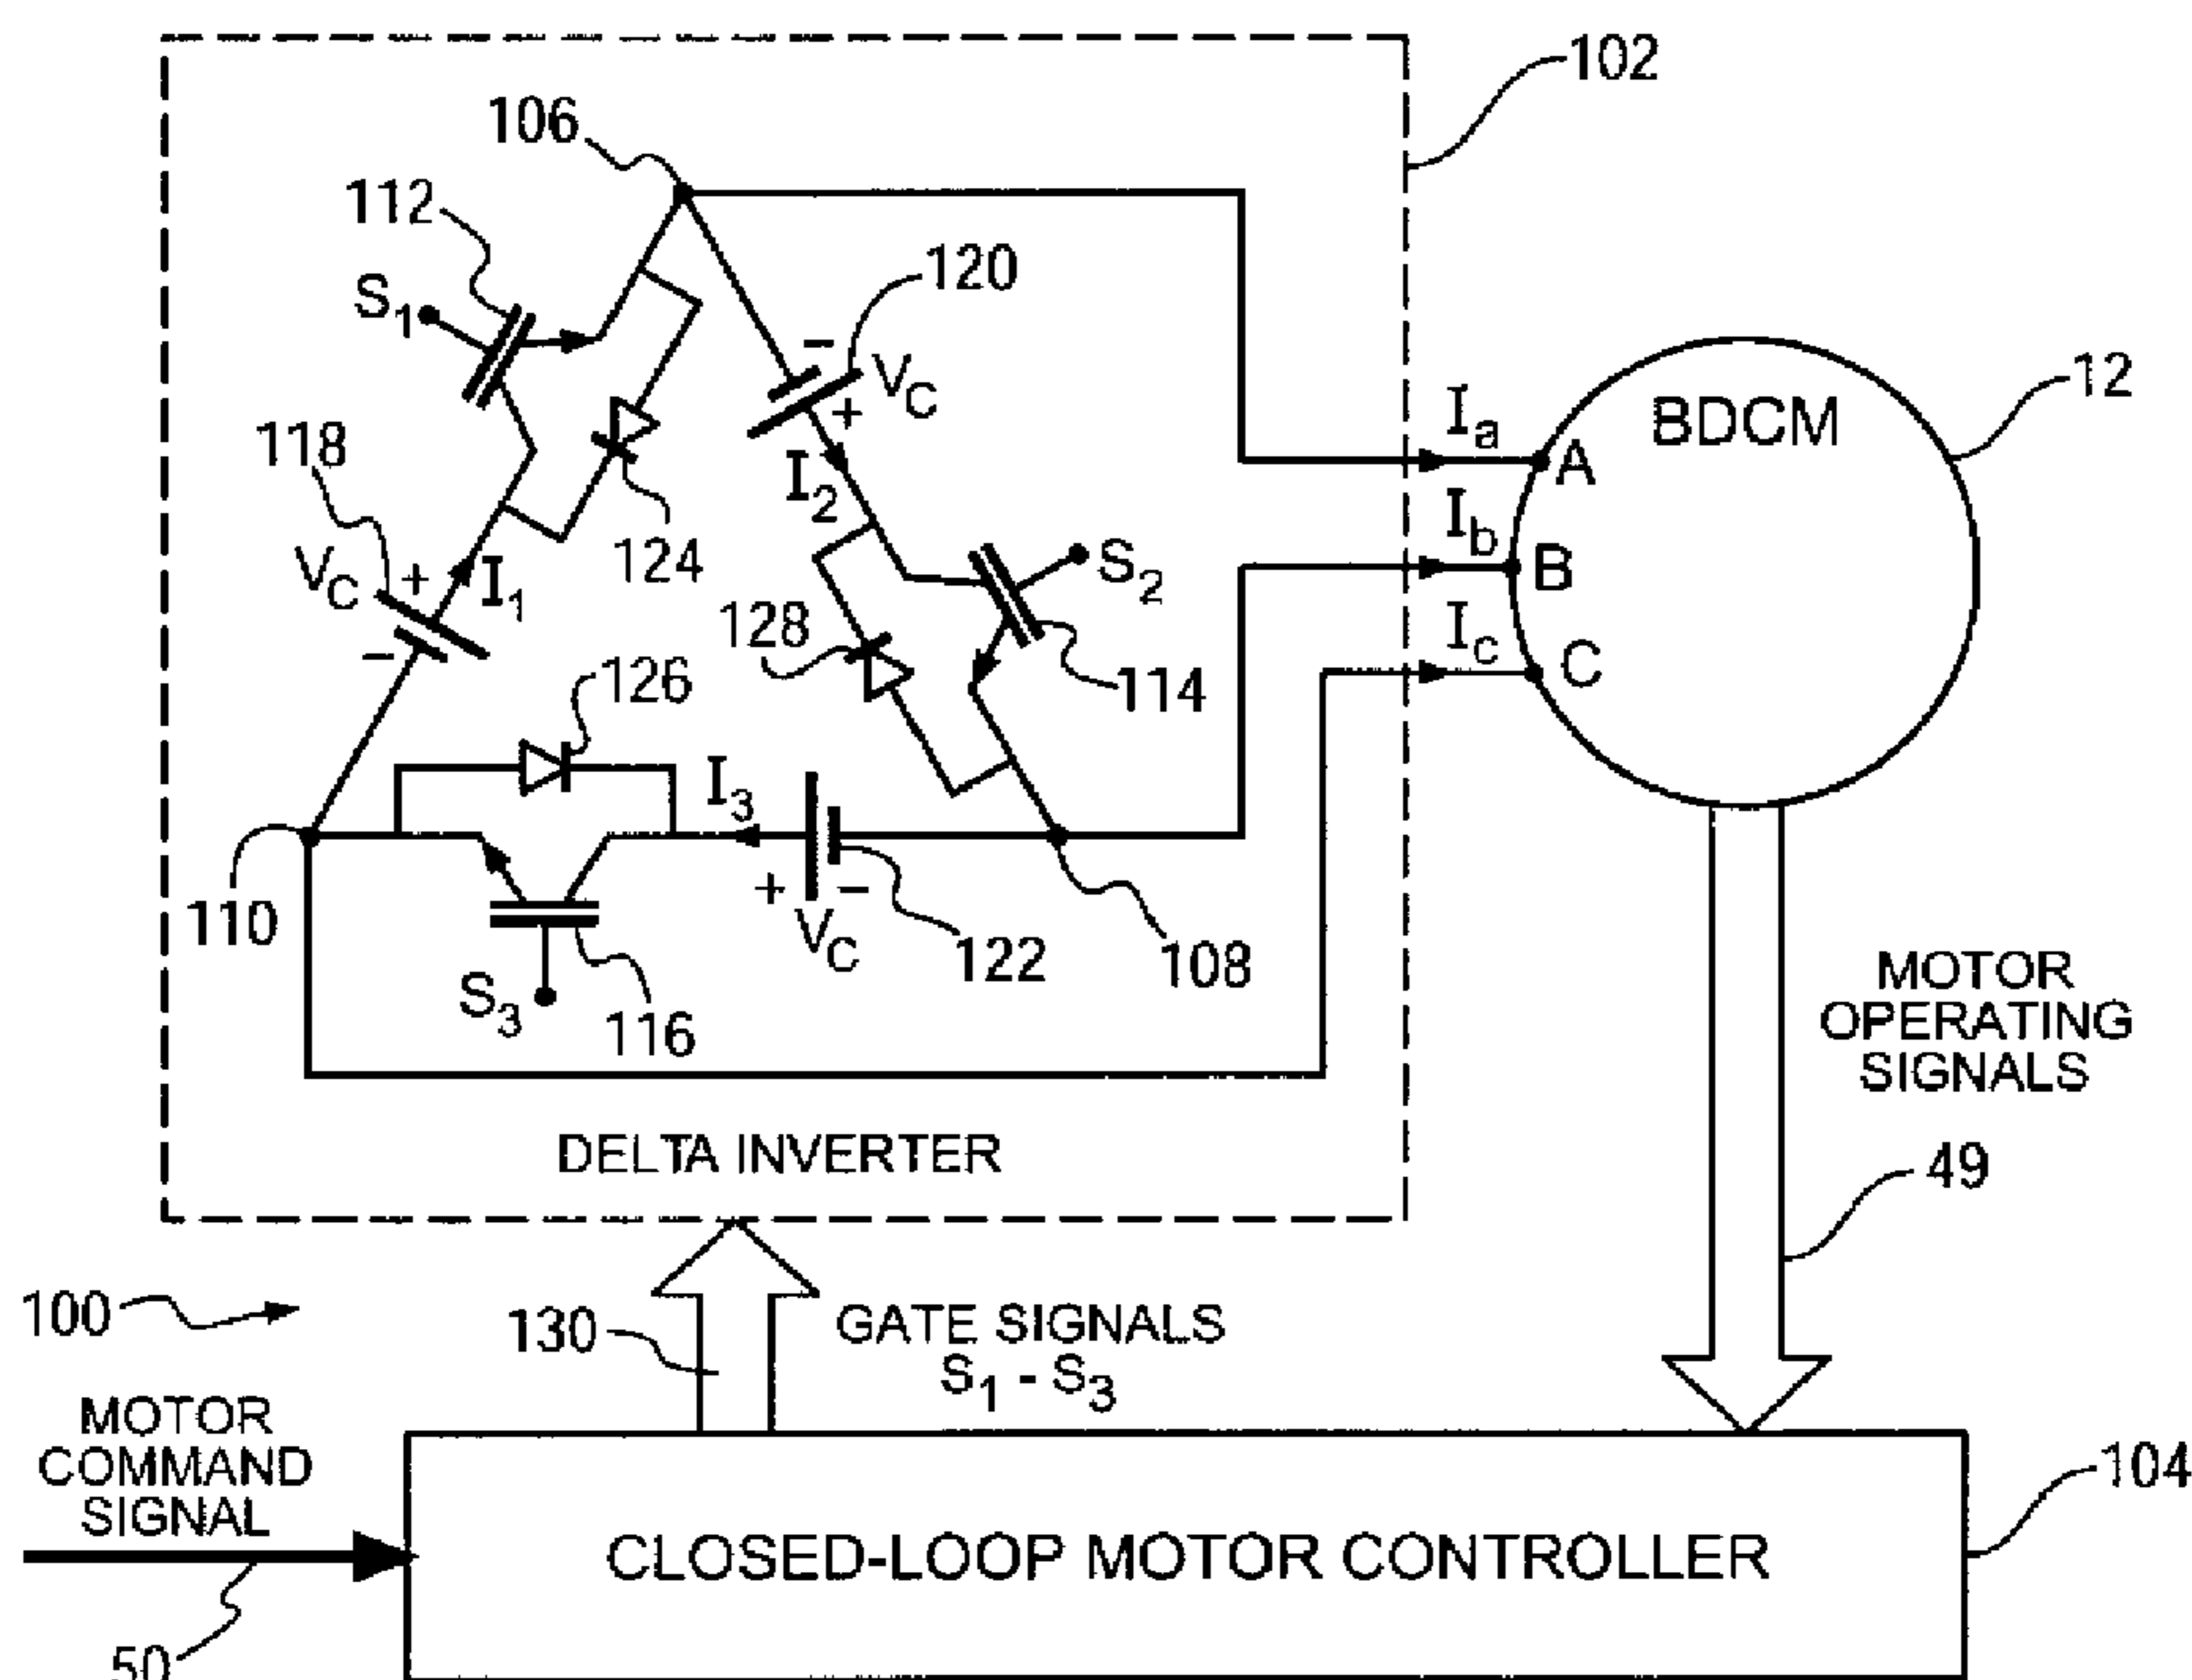 102
106
112
120
S1
-
VC
+
12
BDCM
Ia
A
118
I2
Ib
VC
+
I1
124
S2
B
128
Ic
-
126
114
C
I3
110
+
-
VC
122
108
S3
116
MOTOR
OPERATING
SIGNALS
DELTA INVERTER
49
100
130
GATE SIGNALS
S1 - S3
MOTOR
COMMAND
SIGNAL
104
CLOSED-LOOP MOTOR CONTROLLER
50